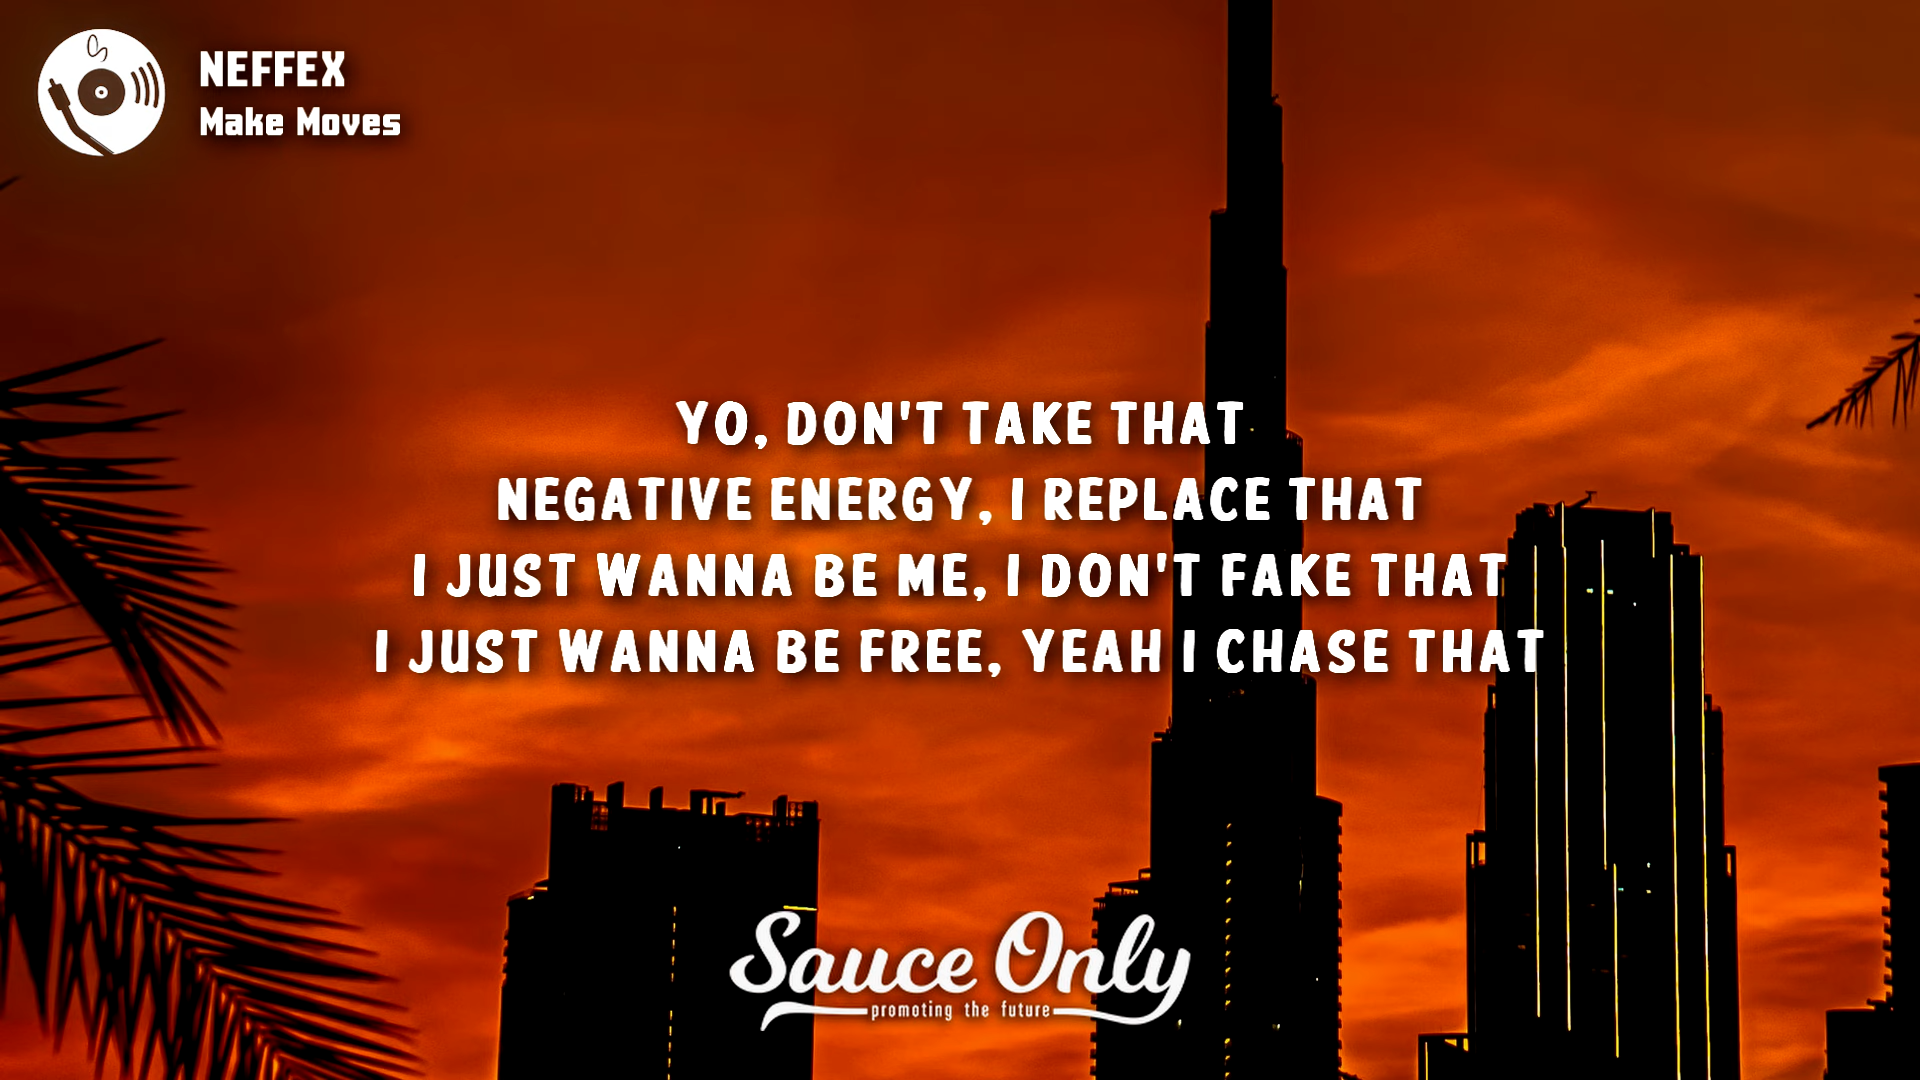 NEFFEX
Make Moves
YO, DON'T TAKE THAT
NEGATIVE ENERGY, I REPLACE THAT
I JUST WANNA BE ME, I DON'T FAKE THAT
I JUST WANNA BE FREE, YEAH I CHASE THAT
Sauce Only
promoting the future